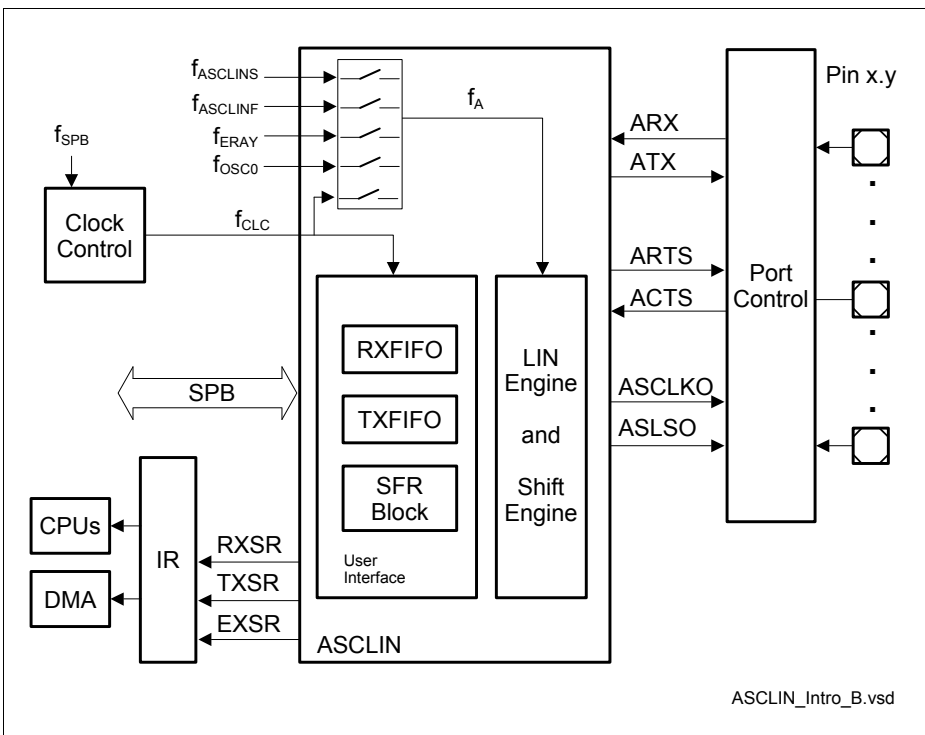 fASCLINS
fASCLINF
fERAY
fOSC0
fA
fSPB
Clock
Control
fCLC
Pin x.y
ARX
ATX
ARTS
ACTS
ASCLKO
ASLSO
Port
Control
RXFIFO
TXFIFO
SFR
Block
User
Interface
LIN
Engine
and
Shift
Engine
SPB
CPUs
DMA
IR
RXSR
TXSR
EXSR
ASCLIN
ASCLIN_Intro_B.vsd